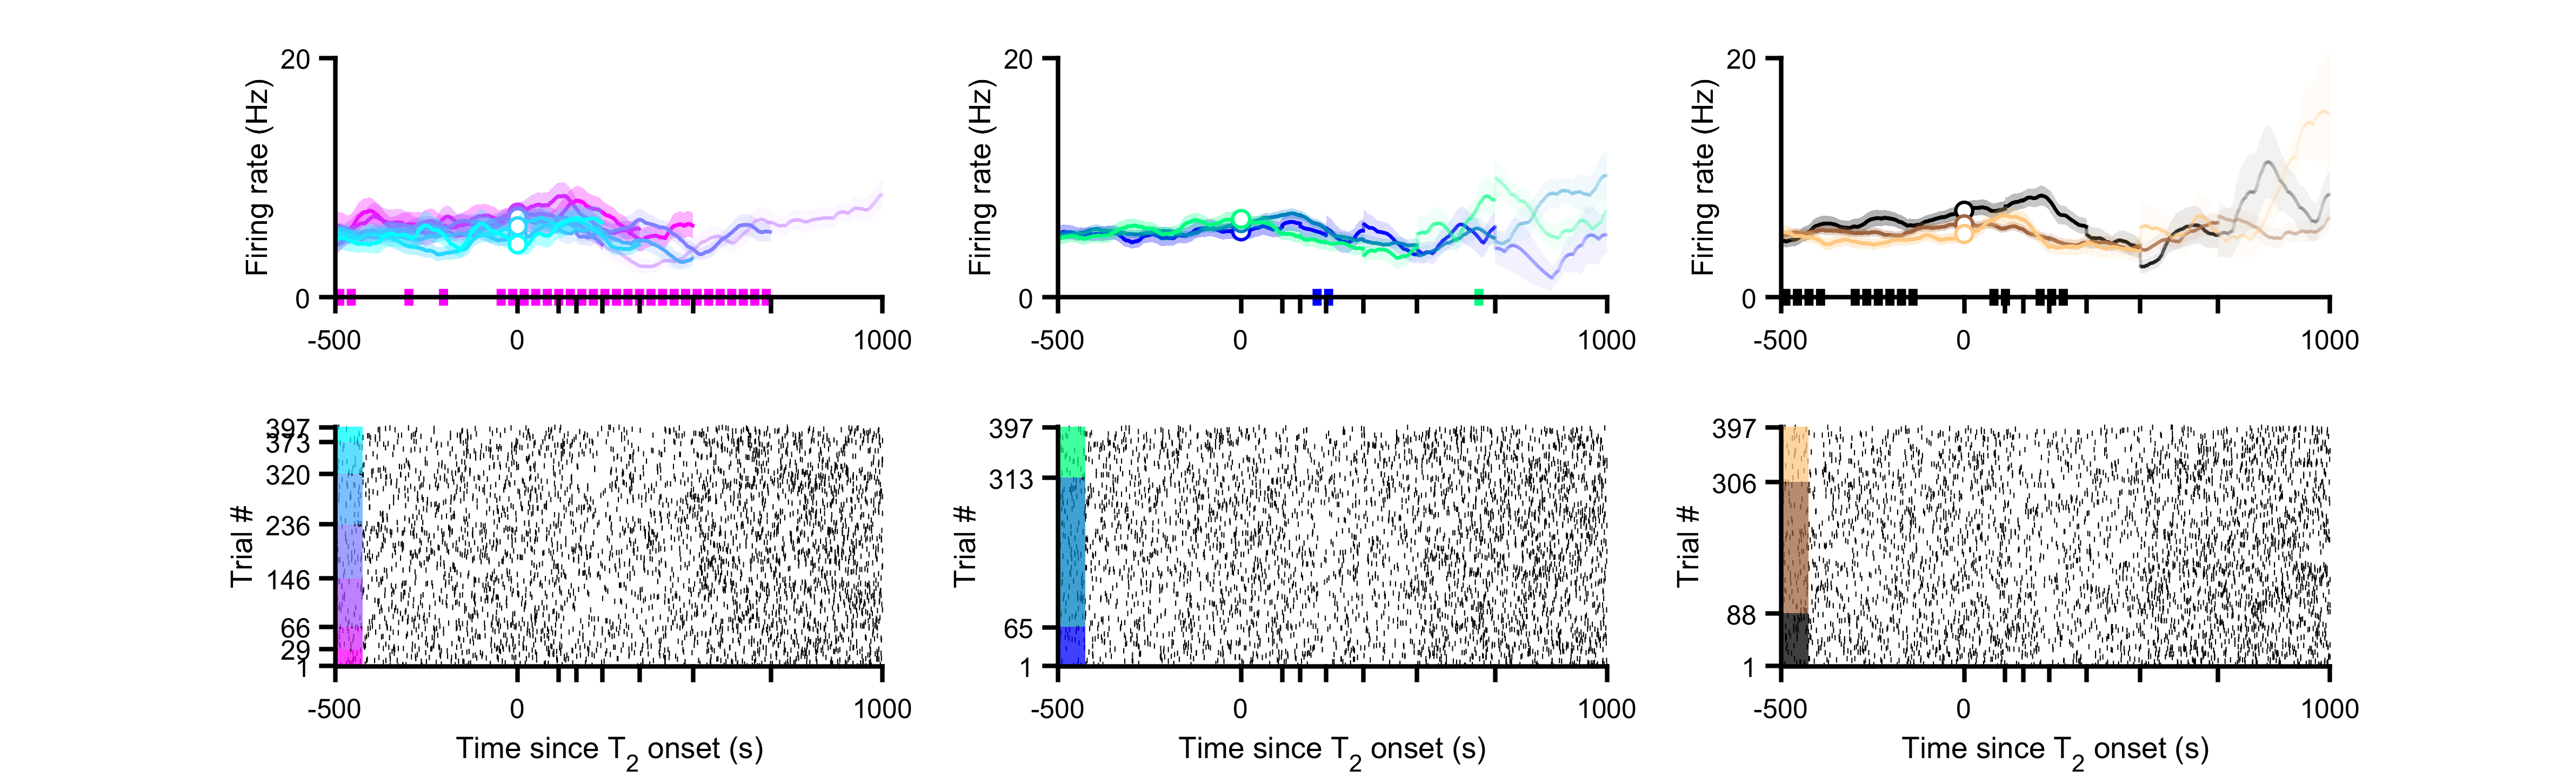 20
Firing rate (Hz)
0
-500 0 1000
20
Firing rate (Hz)
0
-500 0 1000
20
Firing rate (Hz)
0
-500 0 1000
397
373
320
236
146
66
29
1
Trial #
-500 0 1000
Time since T2 onset (s)
397
313
65
1
Trial #
-500 0 1000
Time since T2 onset (s)
397
306
88
1
Trial #
-500 0 1000
Time since T2 onset (s)